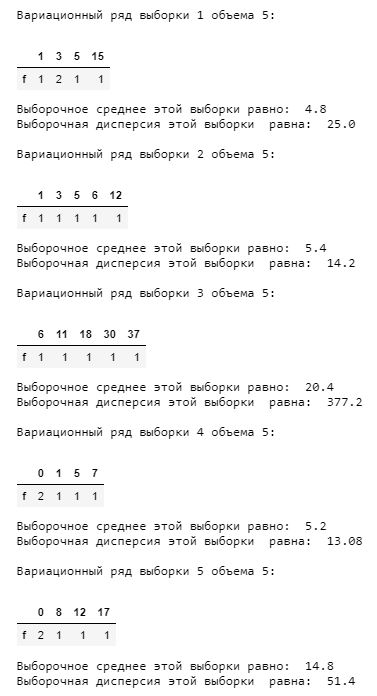 Вариационный ряд выборки 1 объема 5:
1 3 5 15
f 1 2 1 1
Выборочное среднее этой выборки равно: 4.8
Выборочная дисперсия этой выборки равна: 25.0
Вариационный ряд выборки 2 объема 5:
1 3 5 6 12
f 1 1 1 1 1
Выборочное среднее этой выборки равно: 5.4
Выборочная дисперсия этой выборки равна: 14.2
Вариационный ряд выборки 3 объема 5:
6 11 18 30 37
f 1 1 1 1 1
Выборочное среднее этой выборки равно: 20.4
Выборочная дисперсия этой выборки равна: 377.2
Вариационный ряд выборки 4 объема 5:
0 1 5 7
f 2 1 1 1
Выборочное среднее этой выборки равно: 5.2
Выборочная дисперсия этой выборки равна: 13.08
Вариационный ряд выборки 5 объема 5:
0 8 12 17
f 2 1 1 1
Выборочное среднее этой выборки равно: 14.8
Выборочная дисперсия этой выборки равна: 51.4